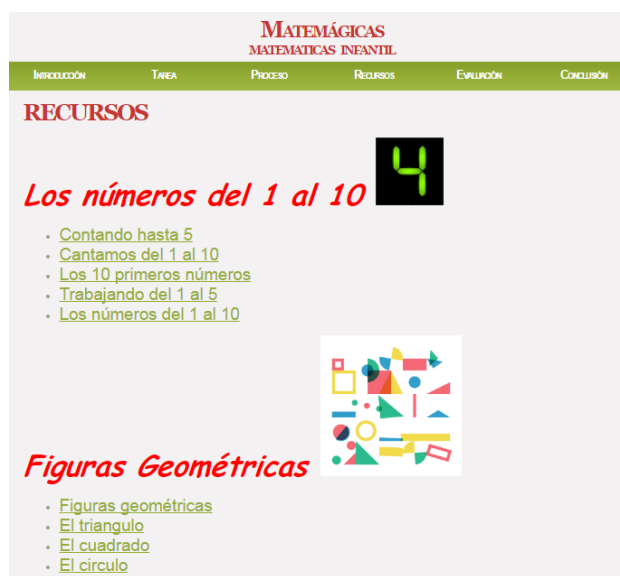 Matemágicas
matematicas infantil
Introducción Tarea Proceso Recursos Evaluación Conclusión
RECURSOS
4
Los números del 1 al 10
Contando hasta 5
Cantamos del 1 al 10
Los 10 primeros números
Trabajando del 1 al 5
Los números del 1 al 10
Figuras Geométricas
Figuras geométricas
El triangulo
El cuadrado
El circulo